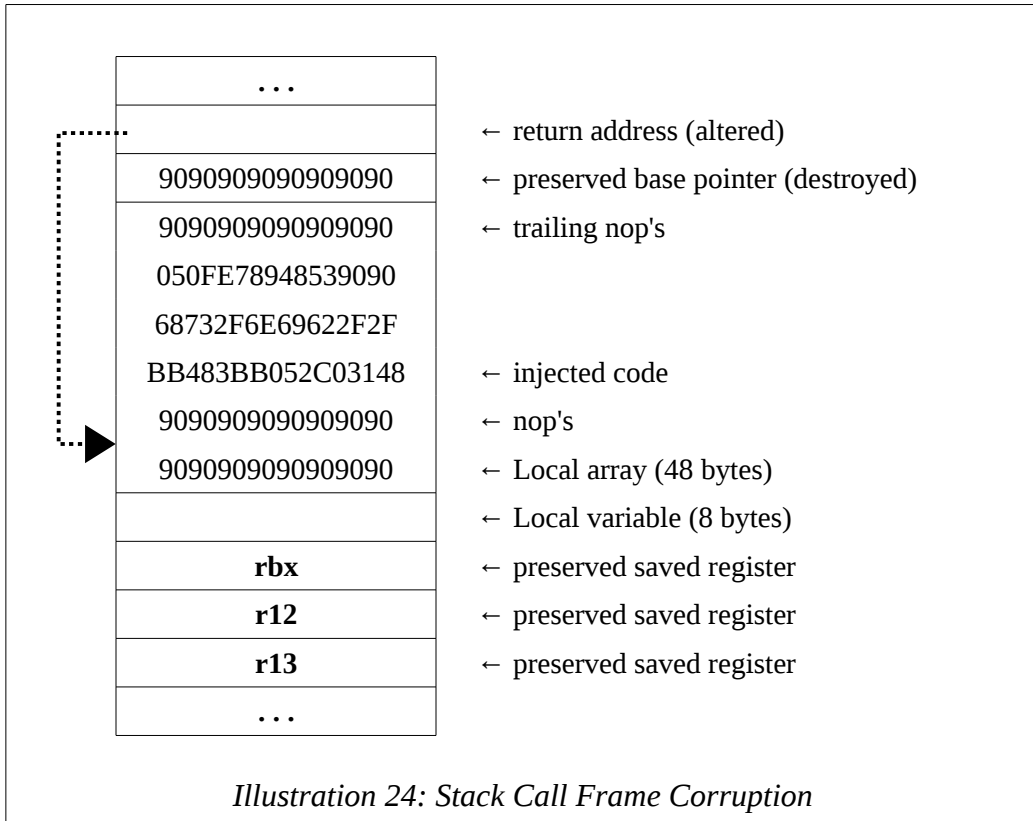 . . .
← return address (altered)
9090909090909090 ← preserved base pointer (destroyed)
9090909090909090 ← trailing nop's
050FE78948539090
68732F6E69622F2F
BB483BB052C03148 ← injected code
9090909090909090 ← nop's
9090909090909090 ← Local array (48 bytes)
← Local variable (8 bytes)
rbx ← preserved saved register
r12 ← preserved saved register
r13 ← preserved saved register
. . .
Illustration 24: Stack Call Frame Corruption